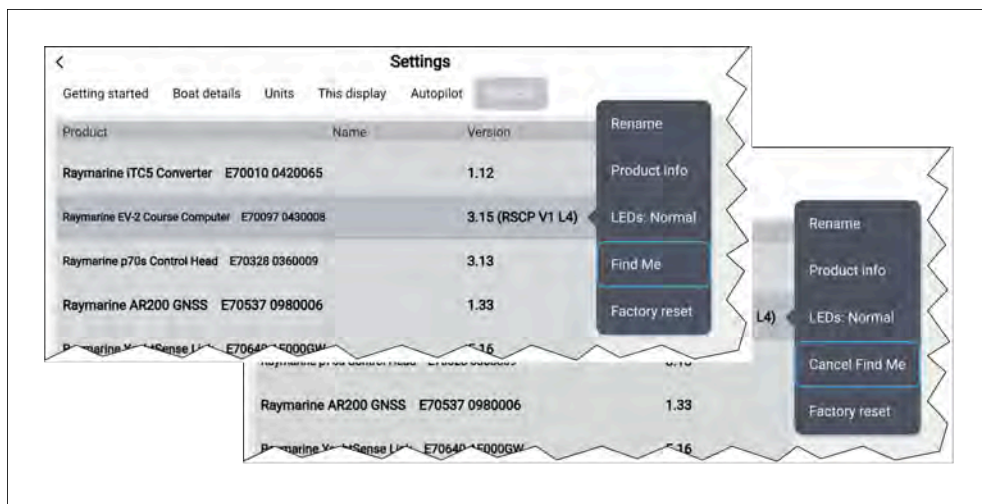 Settings
Getting started Boat details Units This display Autopilot
Product Name Version
Raymarine iTC5 Converter E70010 0420065 1.12
Raymarine EV-2 Course Computer E70097 0430008 3.15 (RSCP V1 L4)
Raymarine p70s Control Head E70328 0360009 3.13
Raymarine AR200 GNSS E70537 0980006 1.33
Rename
Product info
LEDs: Normal
Find Me
Factory reset
L4)
Raymarine AR200 GNSS E70537 0980006 1.33
Rename
Product info
LEDs: Normal
Cancel Find Me
Factory reset